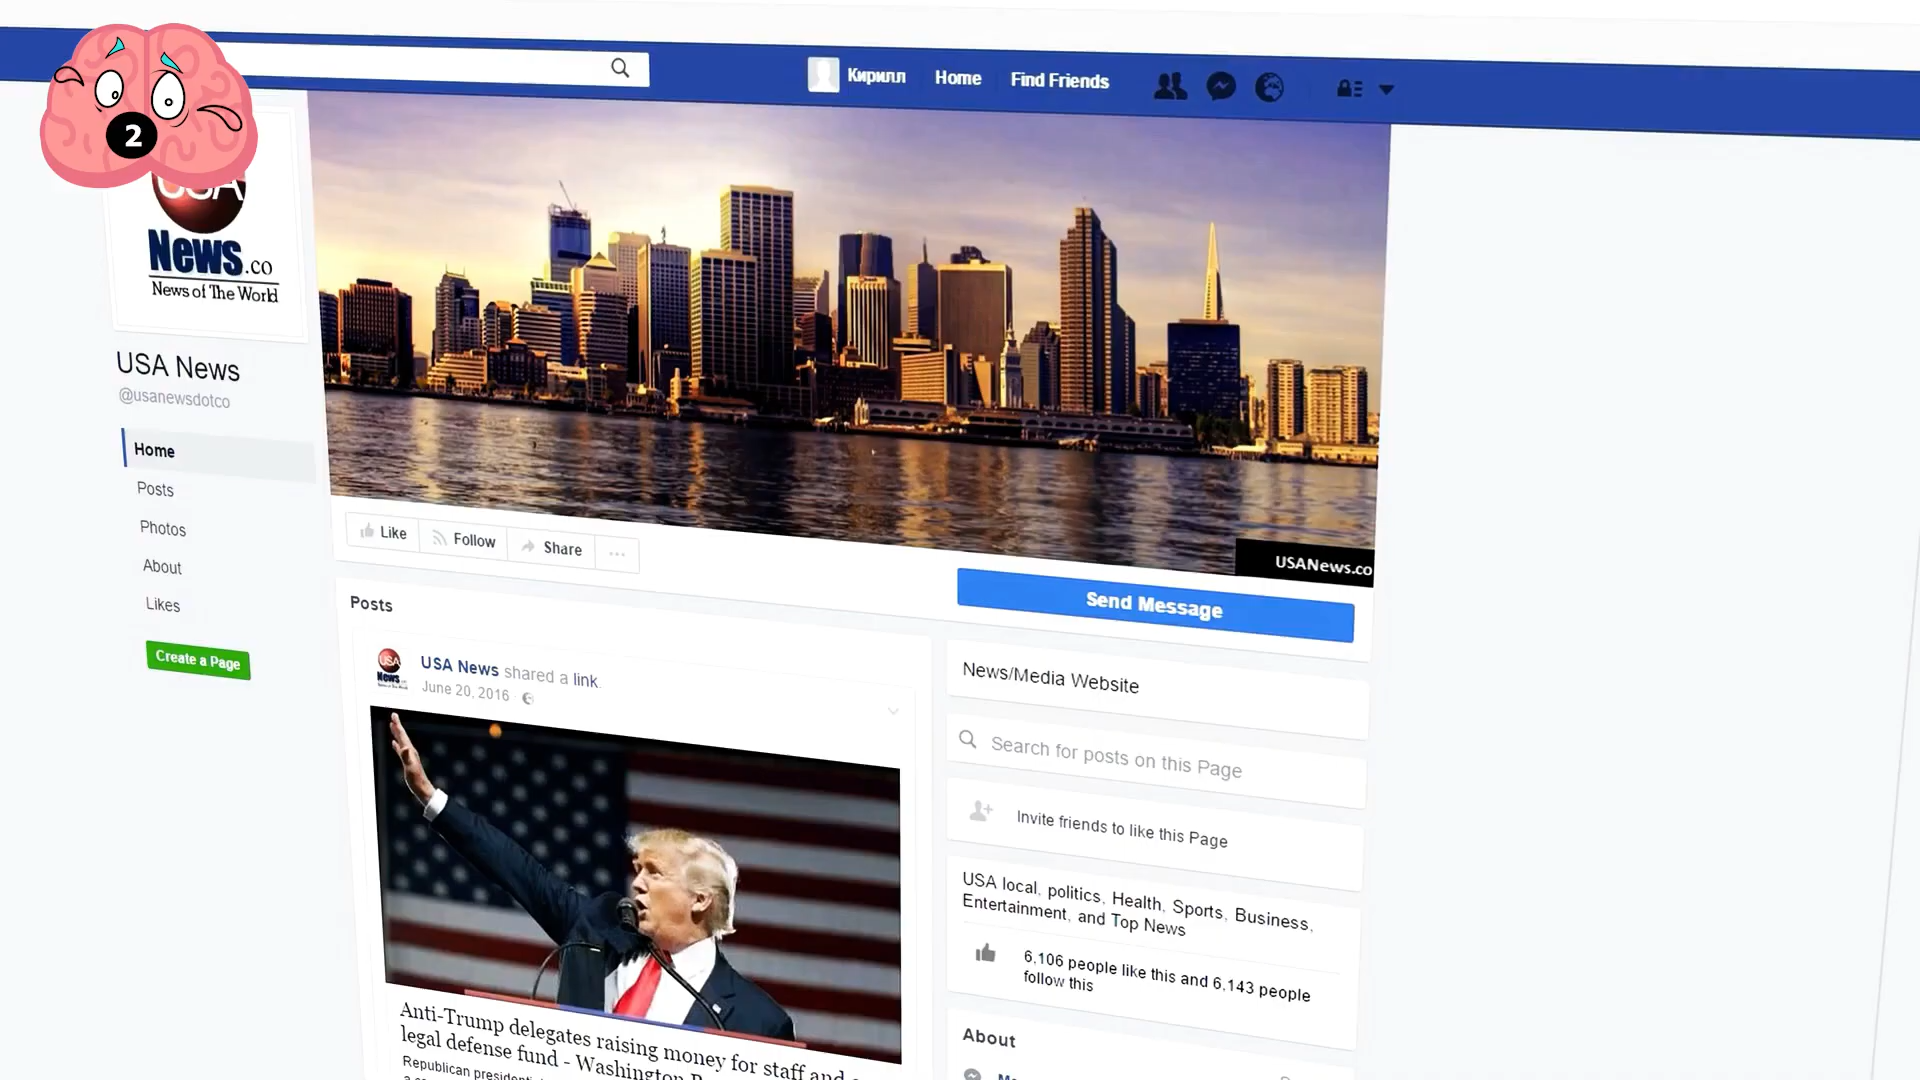 2
Кирилл
Home
Find Friends
USA
News.co
News of The World
USA News
@usanewsdotco
Home
Posts
Photos
About
Likes
Create a Page
USANews.co
Like
Follow
Share
Send Message
Posts
USA News shared a link.
June 20, 2016
Anti-Trump delegates raising money for staff and
legal defense fund - Washington
Republican
News/Media Website
Search for posts on this Page
Invite friends to like this Page
USA local, politics, Health, Sports, Business,
Entertainment, and Top News
6,106 people like this and 6,143 people
follow this
About